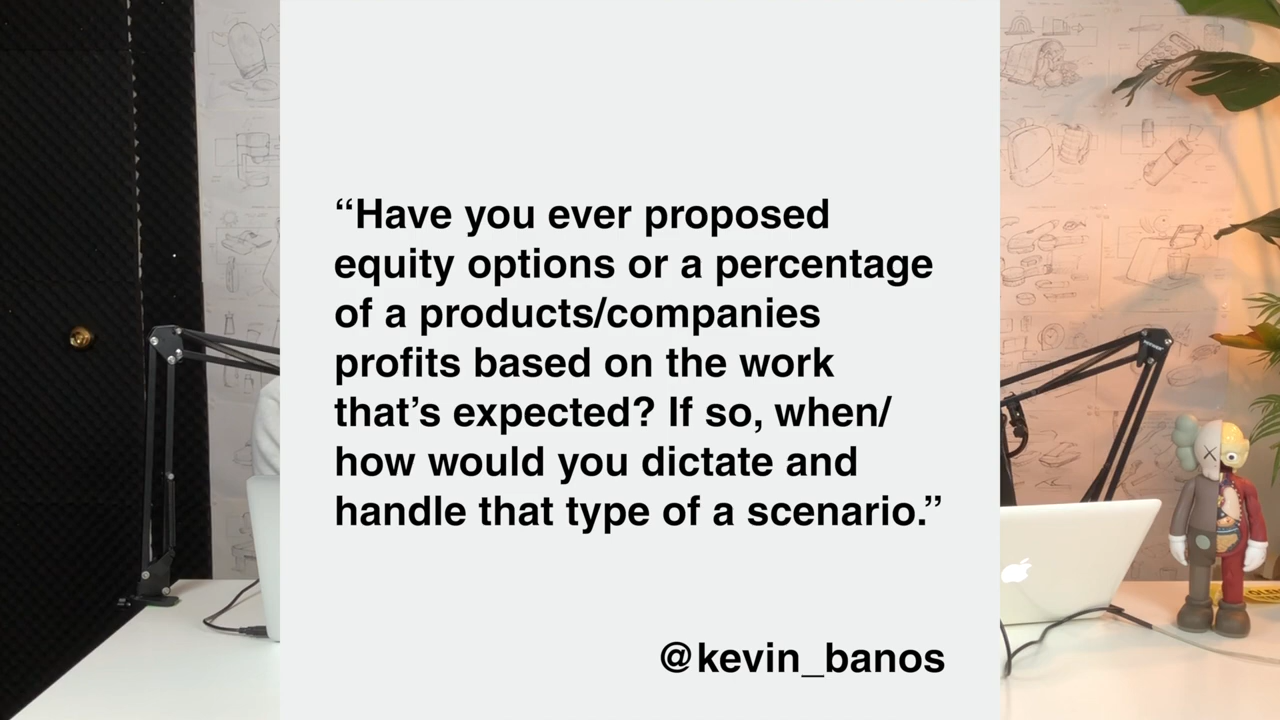 “Have you ever proposed
equity options or a percentage
of a products/companies
profits based on the work
that’s expected? If so, when/
how would you dictate and
handle that type of a scenario.”
@kevin_banos